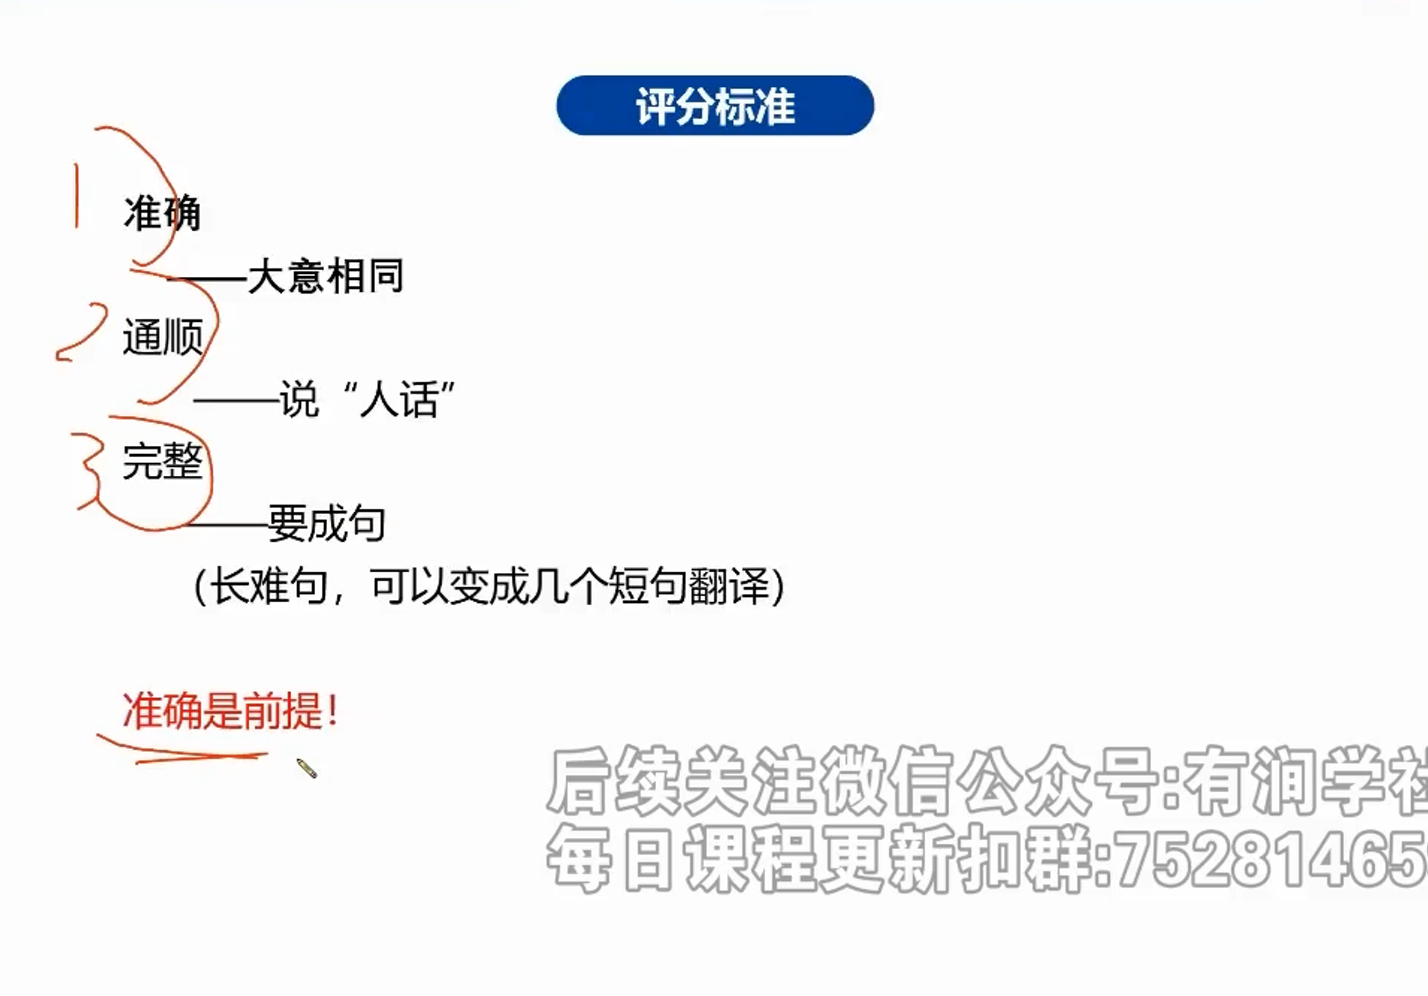 评分标准
1 准确
——大意相同
2 通顺
——说“人话”
3 完整
——要成句
（长难句，可以变成几个短句翻译）
准确是前提！
后续关注微信公众号:有涧学社
每日课程更新扣群:75281465